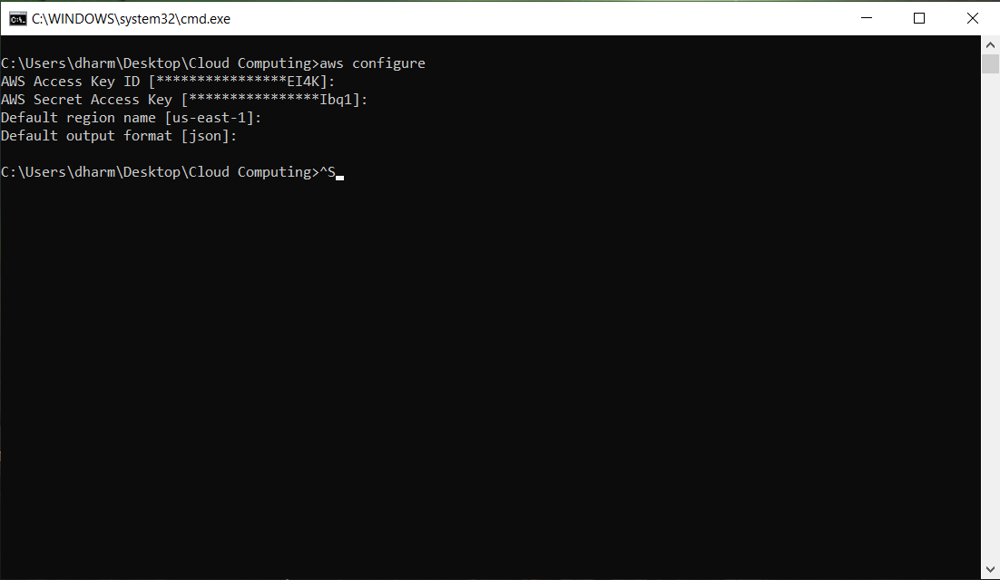 C:\WINDOWS\system32\cmd.exe
C:\Users\dharm\Desktop\Cloud Computing>aws configure
AWS Access Key ID [****************EI4K]:
AWS Secret Access Key [****************Ibq1]:
Default region name [us-east-1]:
Default output format [json]:
C:\Users\dharm\Desktop\Cloud Computing>^S